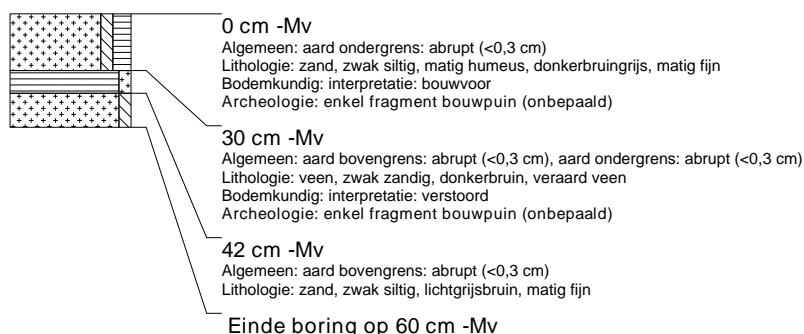 0 cm -Mv
Algemeen: aard ondergrens: abrupt (<0,3 cm)
Lithologie: zand, zwak siltig, matig humeus, donkerbruingrijs, matig fijn
Bodemkundig: interpretatie: bouwvoor
Archeologie: enkel fragment bouwpuin (onbepaald)
30 cm -Mv
Algemeen: aard bovengrens: abrupt (<0,3 cm), aard ondergrens: abrupt (<0,3 cm)
Lithologie: veen, zwak zandig, donkerbruin, veraard veen
Bodemkundig: interpretatie: verstoord
Archeologie: enkel fragment bouwpuin (onbepaald)
42 cm -Mv
Algemeen: aard bovengrens: abrupt (<0,3 cm)
Lithologie: zand, zwak siltig, lichtgrijsbruin, matig fijn
Einde boring op 60 cm -Mv